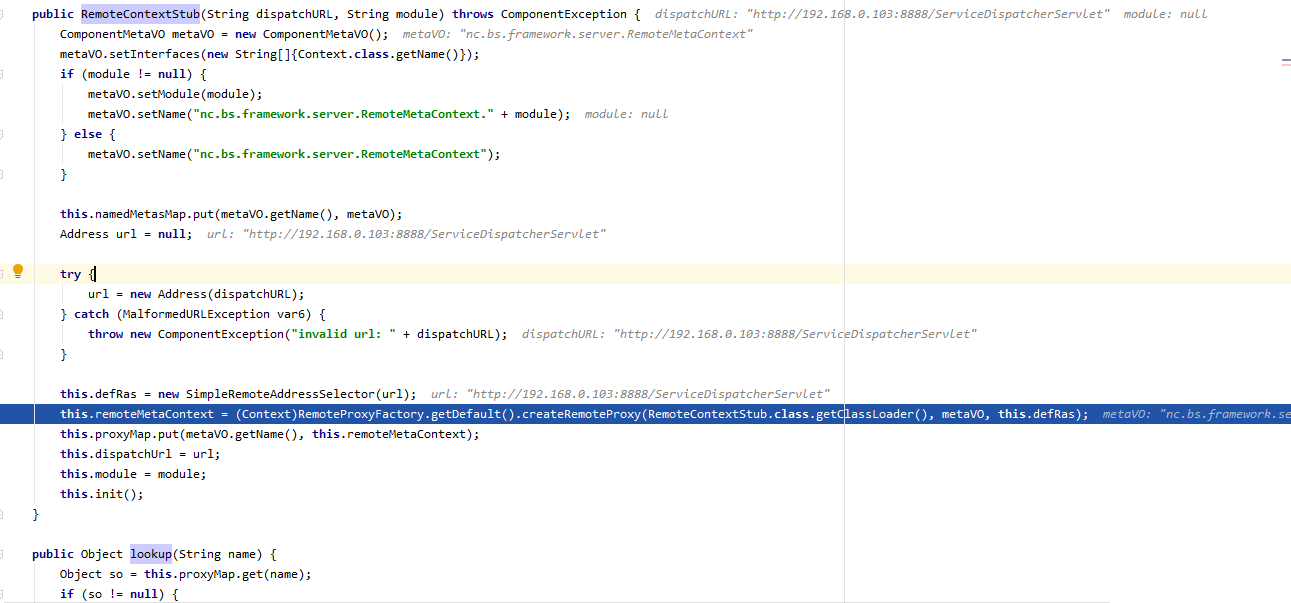 public RemoteContextStub(String dispatchURL, String module) throws ComponentException {  dispatchURL: "http://192.168.0.103:8888/ServiceDispatcherServlet"  module: null
    ComponentMetaVO metaVO = new ComponentMetaVO();  metaVO: "nc.bs.framework.server.RemoteMetaContext"
    metaVO.setInterfaces(new String[]{Context.class.getName()});
    if (module != null) {
        metaVO.setModule(module);
        metaVO.setName("nc.bs.framework.server.RemoteMetaContext." + module);  module: null
    } else {
        metaVO.setName("nc.bs.framework.server.RemoteMetaContext");
    }
    this.namedMetasMap.put(metaVO.getName(), metaVO);
    Address url = null;  url: "http://192.168.0.103:8888/ServiceDispatcherServlet"
    try {
        url = new Address(dispatchURL);
    } catch (MalformedURLException var6) {
        throw new ComponentException("invalid url: " + dispatchURL);  dispatchURL: "http://192.168.0.103:8888/ServiceDispatcherServlet"
    }
    this.defRas = new SimpleRemoteAddressSelector(url);  url: "http://192.168.0.103:8888/ServiceDispatcherServlet"
    this.remoteMetaContext = (Context)RemoteProxyFactory.getDefault().createRemoteProxy(RemoteContextStub.class.getClassLoader(), metaVO, this.defRas);  metaVO: "nc.bs.framework.se
    this.proxyMap.put(metaVO.getName(), this.remoteMetaContext);
    this.dispatchUrl = url;
    this.module = module;
    this.init();
}
public Object lookup(String name) {
    Object so = this.proxyMap.get(name);
    if (so != null) {